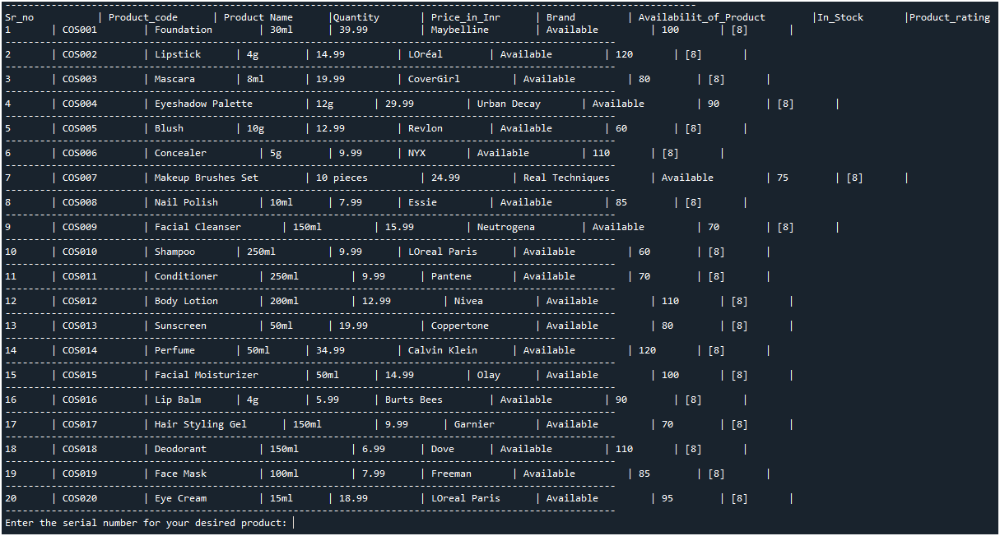 ---------------------------------------------------------------------------------------------------------------------------
Sr_no | Product_code | Product Name |Quantity | Price_in_Inr | Brand | Availabilit_of_Product |In_Stock |Product_rating
1 | COS001 | Foundation | 30ml | 39.99 | Maybelline | Available | 100 | [8] |
----------------------------------------------------------------------------------------------------------
2 | COS002 | Lipstick | 4g | 14.99 | LOréal | Available | 120 | [8] |
----------------------------------------------------------------------------------------------------------
3 | COS003 | Mascara | 8ml | 19.99 | CoverGirl | Available | 80 | [8] |
----------------------------------------------------------------------------------------------------------
4 | COS004 | Eyeshadow Palette | 12g | 29.99 | Urban Decay | Available | 90 | [8] |
----------------------------------------------------------------------------------------------------------
5 | COS005 | Blush | 10g | 12.99 | Revlon | Available | 60 | [8] |
----------------------------------------------------------------------------------------------------------
6 | COS006 | Concealer | 5g | 9.99 | NYX | Available | 110 | [8] |
----------------------------------------------------------------------------------------------------------
7 | COS007 | Makeup Brushes Set | 10 pieces | 24.99 | Real Techniques | Available | 75 | [8] |
----------------------------------------------------------------------------------------------------------
8 | COS008 | Nail Polish | 10ml | 7.99 | Essie | Available | 85 | [8] |
----------------------------------------------------------------------------------------------------------
9 | COS009 | Facial Cleanser | 150ml | 15.99 | Neutrogena | Available | 70 | [8] |
----------------------------------------------------------------------------------------------------------
10 | COS010 | Shampoo | 250ml | 9.99 | LOreal Paris | Available | 60 | [8] |
----------------------------------------------------------------------------------------------------------
11 | COS011 | Conditioner | 250ml | 9.99 | Pantene | Available | 70 | [8] |
----------------------------------------------------------------------------------------------------------
12 | COS012 | Body Lotion | 200ml | 12.99 | Nivea | Available | 110 | [8] |
----------------------------------------------------------------------------------------------------------
13 | COS013 | Sunscreen | 50ml | 19.99 | Coppertone | Available | 80 | [8] |
----------------------------------------------------------------------------------------------------------
14 | COS014 | Perfume | 50ml | 34.99 | Calvin Klein | Available | 120 | [8] |
----------------------------------------------------------------------------------------------------------
15 | COS015 | Facial Moisturizer | 50ml | 14.99 | Olay | Available | 100 | [8] |
----------------------------------------------------------------------------------------------------------
16 | COS016 | Lip Balm | 4g | 5.99 | Burts Bees | Available | 90 | [8] |
----------------------------------------------------------------------------------------------------------
17 | COS017 | Hair Styling Gel | 150ml | 9.99 | Garnier | Available | 70 | [8] |
----------------------------------------------------------------------------------------------------------
18 | COS018 | Deodorant | 150ml | 6.99 | Dove | Available | 110 | [8] |
----------------------------------------------------------------------------------------------------------
19 | COS019 | Face Mask | 100ml | 7.99 | Freeman | Available | 85 | [8] |
----------------------------------------------------------------------------------------------------------
20 | COS020 | Eye Cream | 15ml | 18.99 | LOreal Paris | Available | 95 | [8] |
----------------------------------------------------------------------------------------------------------
Enter the serial number for your desired product: